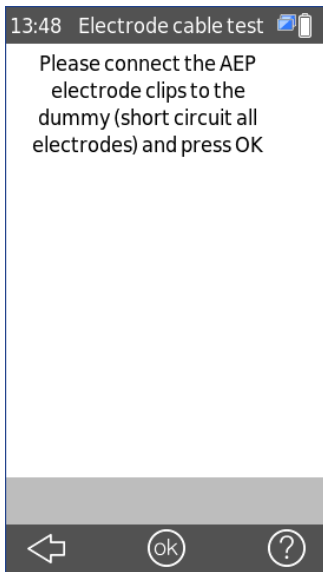 13:48 Electrode cable test
Please connect the AEP
electrode clips to the
dummy (short circuit all
electrodes) and press OK
ok
?